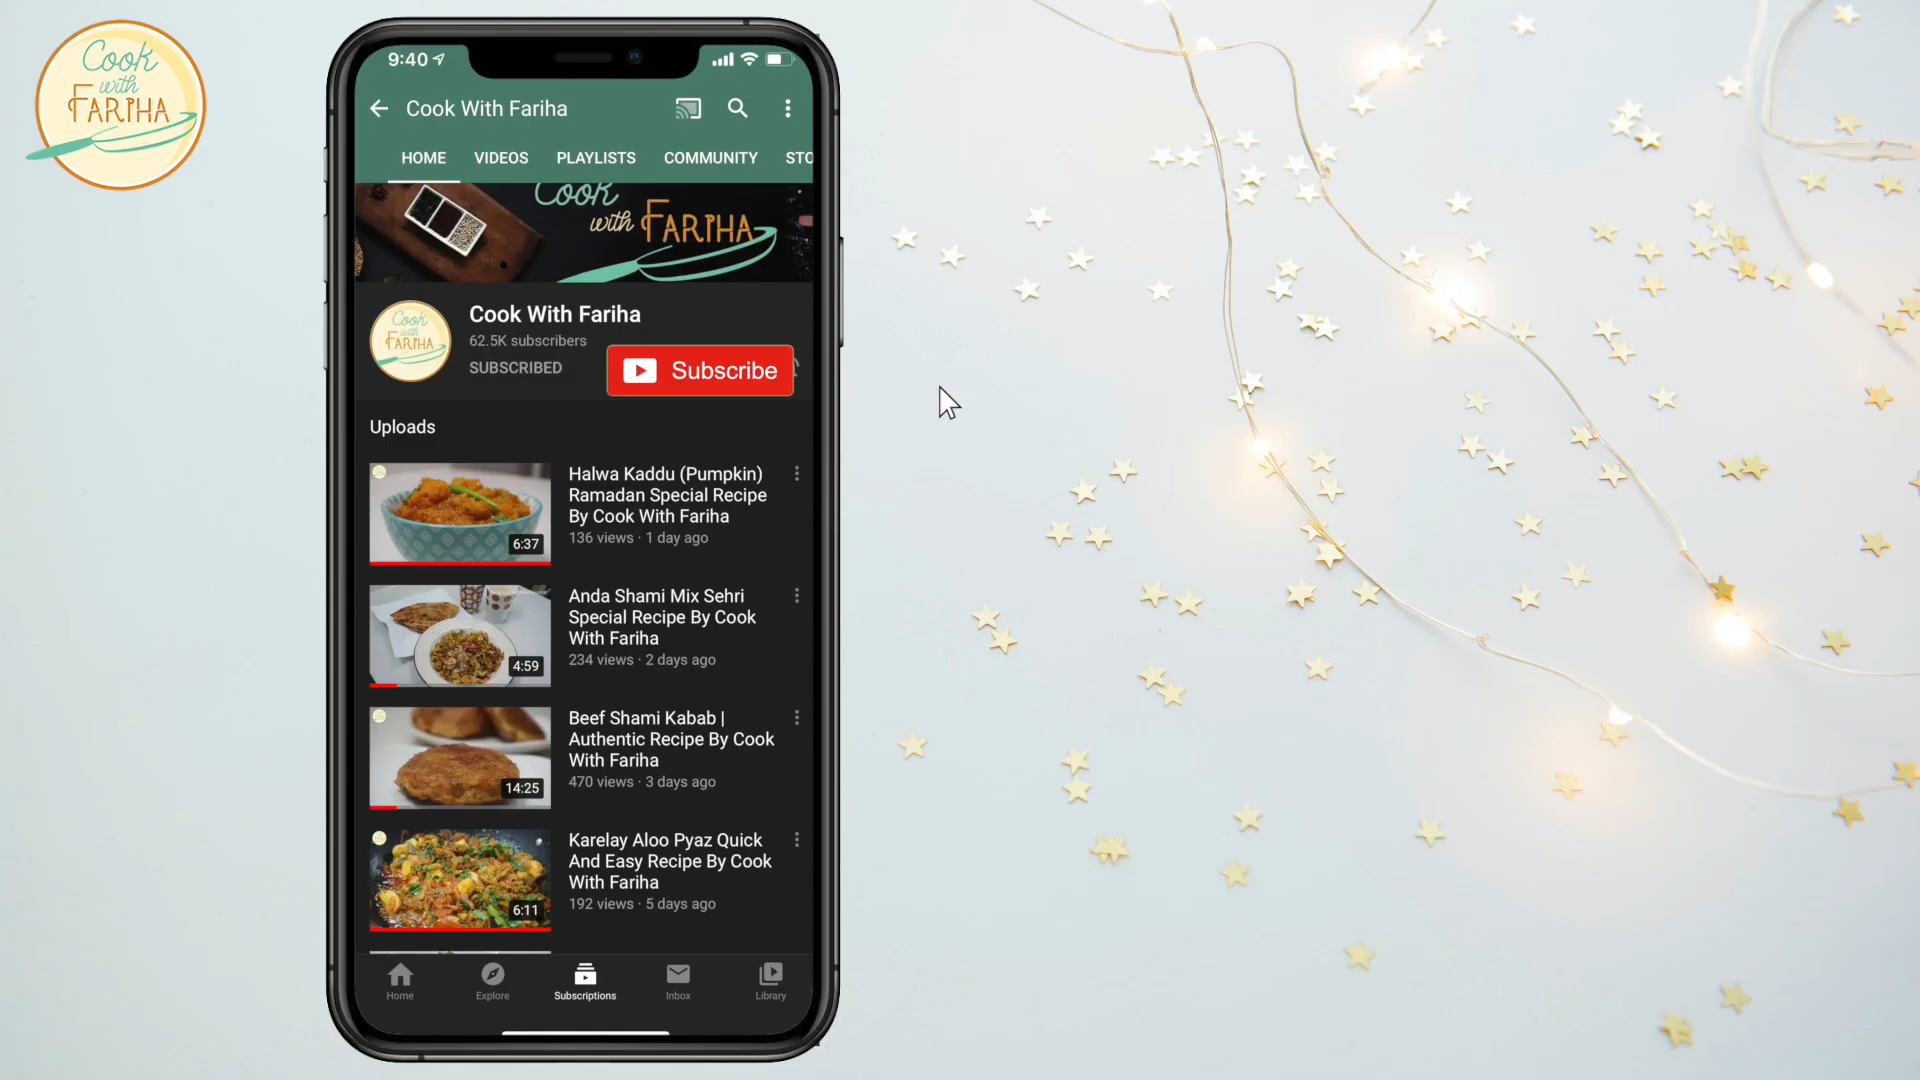 Cook
with
FARIHA
9:40
Cook With Fariha
HOME VIDEOS PLAYLISTS COMMUNITY STO
Cook
with FARIHA
Cook
with
FARIHA
Cook With Fariha
62.5K subscribers
SUBSCRIBED
Subscribe
Uploads
Halwa Kaddu (Pumpkin)
Ramadan Special Recipe
By Cook With Fariha
136 views · 1 day ago
6:37
Anda Shami Mix Sehri
Special Recipe By Cook
With Fariha
234 views · 2 days ago
4:59
Beef Shami Kabab |
Authentic Recipe By Cook
With Fariha
470 views · 3 days ago
14:25
Karelay Aloo Pyaz Quick
And Easy Recipe By Cook
With Fariha
192 views · 5 days ago
6:11
Home Explore Subscriptions Inbox Library